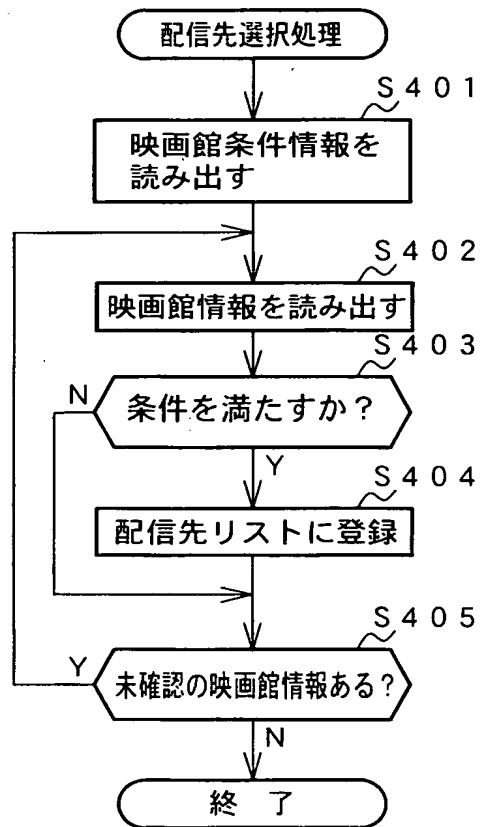 配信先選択処理
S401
映画館条件情報を
読み出す
S402
映画館情報を読み出す
S403
N
条件を満たすか？
Y
S404
配信先リストに登録
S405
Y
未確認の映画館情報ある？
N
終 了